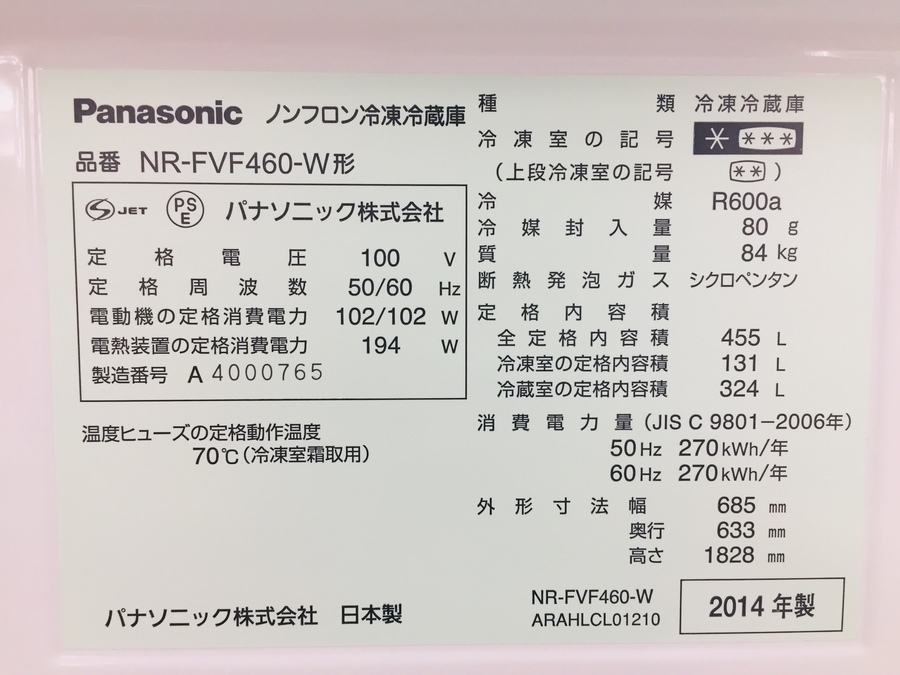 Panasonic ノンフロン冷凍冷蔵庫
品番 NR-FVF460-W形
S JET PS E パナソニック株式会社
定格電圧 100 V
定格周波数 50/60 Hz
電動機の定格消費電力 102/102 W
電熱装置の定格消費電力 194 W
製造番号 A 4000765
温度ヒューズの定格動作温度
70℃(冷凍室霜取用)
パナソニック株式会社 日本製
種類 冷凍冷蔵庫
冷凍室の記号 * ***
(上段冷凍室の記号 ** )
冷媒 R600a
冷媒封入量 80 g
質量 84 kg
断熱発泡ガス シクロペンタン
定格内容積
全定格内容積 455 L
冷凍室の定格内容積 131 L
冷蔵室の定格内容積 324 L
消費電力量(JIS C 9801-2006年)
50Hz 270kWh/年
60Hz 270kWh/年
外形寸法幅 685 mm
奥行 633 mm
高さ 1828 mm
NR-FVF460-W
ARAHLCL01210
2014年製